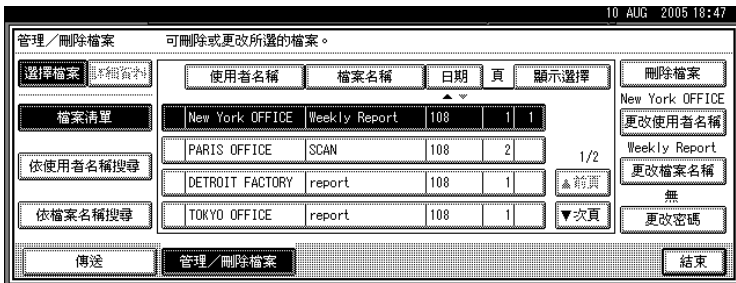 10 AUG 2005 18:47
管理／刪除檔案 可刪除或更改所選的檔案。
選擇檔案 詳細資料
使用者名稱 檔案名稱 日期 頁 顯示選擇
刪除檔案
檔案清單
New York OFFICE Weekly Report 108 1 1
New York OFFICE
更改使用者名稱
依使用者名稱搜尋
PARIS OFFICE SCAN 108 2
1/2
Weekly Report
更改檔案名稱
DETROIT FACTORY report 108 1
▲前頁
無
依檔案名稱搜尋
TOKYO OFFICE report 108 1
▼次頁
更改密碼
傳送 管理／刪除檔案 結束